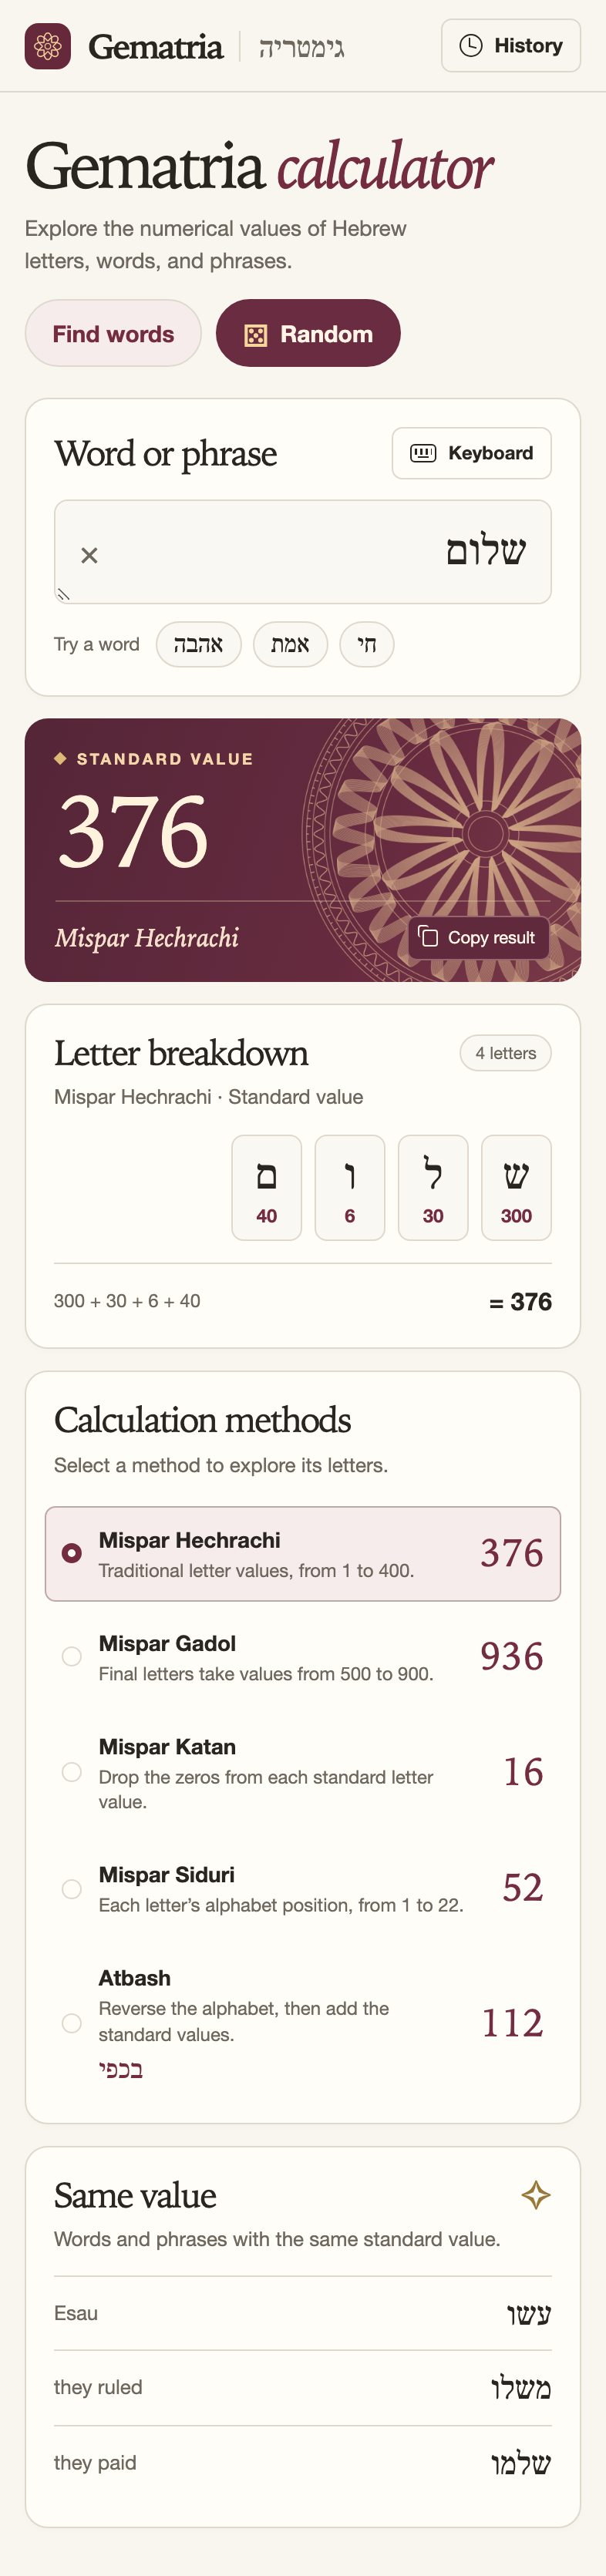 Gematria גימטריה History
Gematria calculator
Explore the numerical values of Hebrew
letters, words, and phrases.
Find words Random
Word or phrase Keyboard
שלום
Try a word אהבה אמת חי
STANDARD VALUE
376
Mispar Hechrachi Copy result
Letter breakdown 4 letters
Mispar Hechrachi · Standard value
ש ל ו ם
300 30 6 40
300 + 30 + 6 + 40 = 376
Calculation methods
Select a method to explore its letters.
Mispar Hechrachi
Traditional letter values, from 1 to 400. 376
Mispar Gadol
Final letters take values from 500 to 900. 936
Mispar Katan
Drop the zeros from each standard letter
value. 16
Mispar Siduri
Each letter’s alphabet position, from 1 to 22. 52
Atbash
Reverse the alphabet, then add the
standard values. 112
בכפי
Same value
Words and phrases with the same standard value.
Esau עשו
they ruled משלו
they paid שלמו